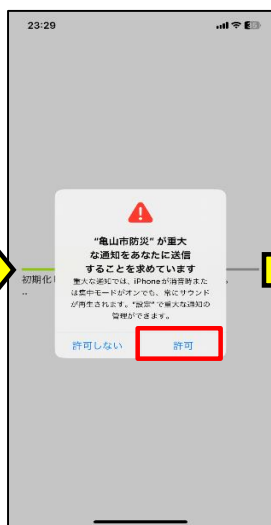 23:29
"亀山市防災"が重大
な通知をあなたに送信
することを求めています
重大な通知では、iPhoneが消音時また
は集中モードがオンでも、常にサウンド
が再生されます。"設定"で重大な通知の
管理ができます。
初期化
..
許可しない
許可